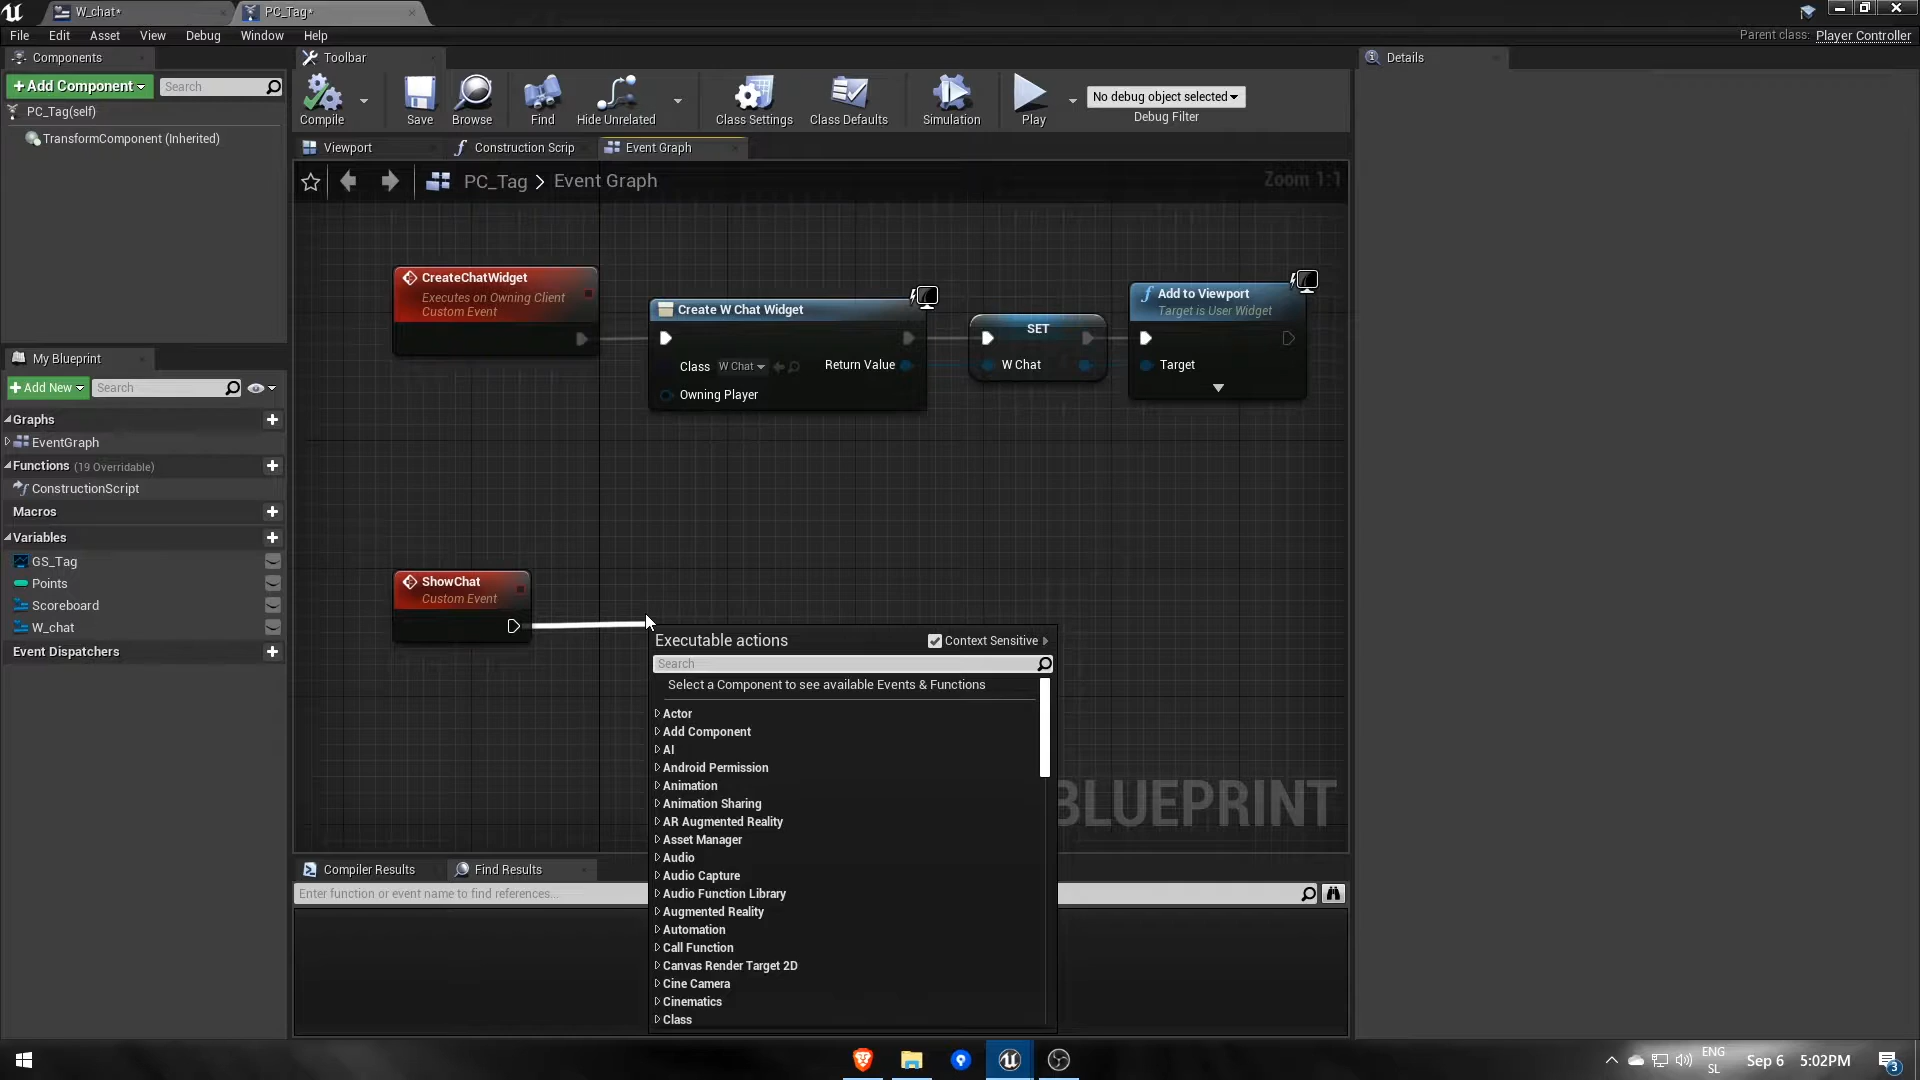 W_chat*
PC_Tag*
File Edit Asset View Debug Window Help
Parent class: Player Controller
Components
Toolbar
Details
+Add Component
Search
PC_Tag(self)
TransformComponent (Inherited)
Compile
Save
Browse
Find
Hide Unrelated
Class Settings
Class Defaults
Simulation
Play
No debug object selected
Debug Filter
Viewport
Construction Scrip
Event Graph
PC_Tag > Event Graph
Zoom 1:1
CreateChatWidget
Executes on Owning Client
Custom Event
Create W Chat Widget
Class W Chat
Return Value
Owning Player
SET
W Chat
Add to Viewport
Target is User Widget
Target
My Blueprint
+Add New
Search
Graphs
EventGraph
Functions (19 Overridable)
ConstructionScript
Macros
Variables
GS_Tag
Points
Scoreboard
W_chat
Event Dispatchers
ShowChat
Custom Event
Executable actions
Context Sensitive
Search
Select a Component to see available Events & Functions
Actor
Add Component
AI
Android Permission
Animation
Animation Sharing
AR Augmented Reality
Asset Manager
Audio
Audio Capture
Audio Function Library
Augmented Reality
Automation
Call Function
Canvas Render Target 2D
Cine Camera
Cinematics
Class
BLUEPRINT
Compiler Results
Find Results
Enter function or event name to find references...
ENG
SL
Sep 6
5:02PM
3